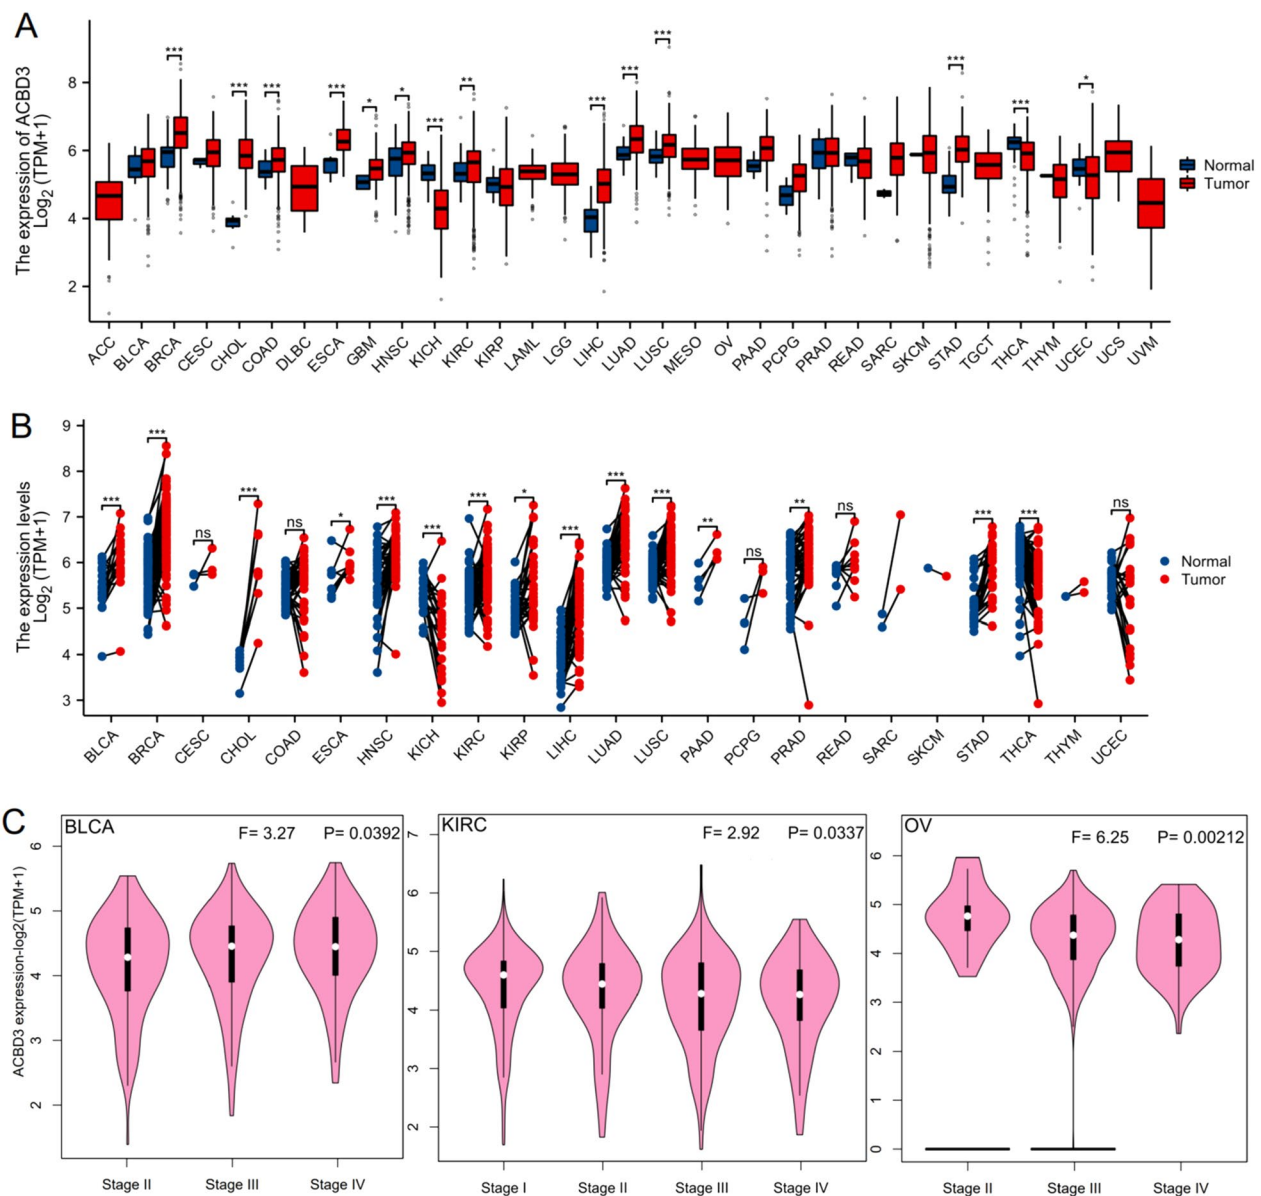 A
The expression of ACBD3
Log2 (TPM+1)
8
6
4
2
*** *** *** *** * * *** ** *** *** *** *** *** *
Normal
Tumor
ACC BLCA BRCA CESC CHOL COAD DLBC ESCA GBM HNSC KICH KIRC KIRP LAML LGG LIHC LUAD LUSC MESO OV PAAD PCPG PRAD READ SARC SKCM STAD TGCT THCA THYM UCEC UCS UVM
B
The expression levels
Log2 (TPM+1)
9
8
7
6
5
4
3
*** *** ns *** ns * *** *** *** * *** *** *** ** ns ** ns *** *** ns
Normal
Tumor
BLCA BRCA CESC CHOL COAD ESCA HNSC KICH KIRC KIRP LIHC LUAD LUSC PAAD PCPG PRAD READ SARC SKCM STAD THCA THYM UCEC
C
ACBD3 expression-log2(TPM+1)
BLCA
F= 3.27 P= 0.0392
6
5
4
3
2
Stage II Stage III Stage IV
KIRC
F= 2.92 P= 0.0337
7
6
5
4
3
2
Stage I Stage II Stage III Stage IV
OV
F= 6.25 P= 0.00212
6
5
4
3
2
1
0
Stage II Stage III Stage IV